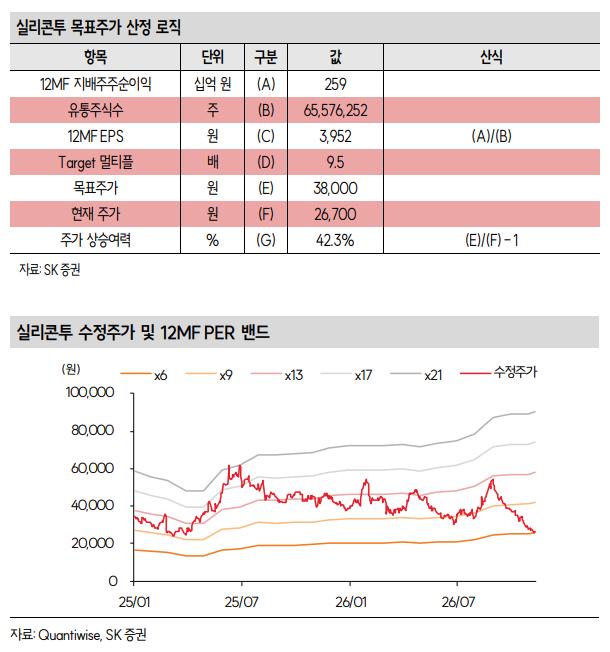 실리콘투 목표주가 산정 로직
항목 단위 구분 값 산식
12MF 지배주주순이익 십억 원 (A) 259
유통주식수 주 (B) 65,576,252
12MF EPS 원 (C) 3,952 (A)/(B)
Target 멀티플 배 (D) 9.5
목표주가 원 (E) 38,000
현재 주가 원 (F) 26,700
주가 상승여력 % (G) 42.3% (E)/(F) - 1
자료: SK 증권
실리콘투 수정주가 및 12MF PER 밴드
(원) x6 x9 x13 x17 x21 수정주가
100,000
80,000
60,000
40,000
20,000
0
25/01 25/07 26/01 26/07
자료: Quantiwise, SK 증권